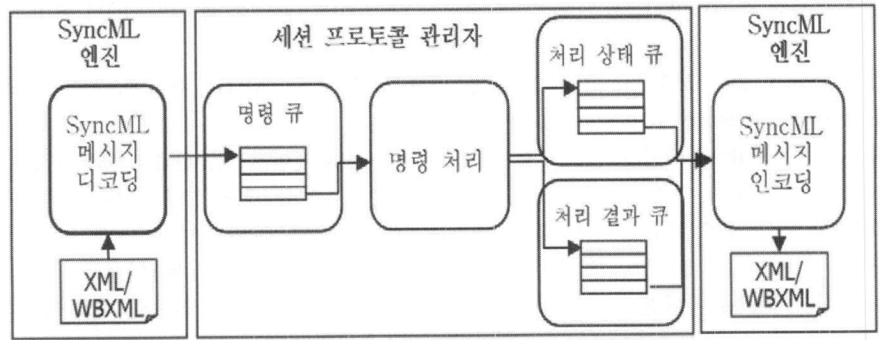 SyncML
엔진
SyncML
메시지
디코딩
XML/
WBXML
세션 프로토콜 관리자
명령 큐
명령 처리
처리 상태 큐
처리 결과 큐
SyncML
엔진
SyncML
메시지
인코딩
XML/
WBXML